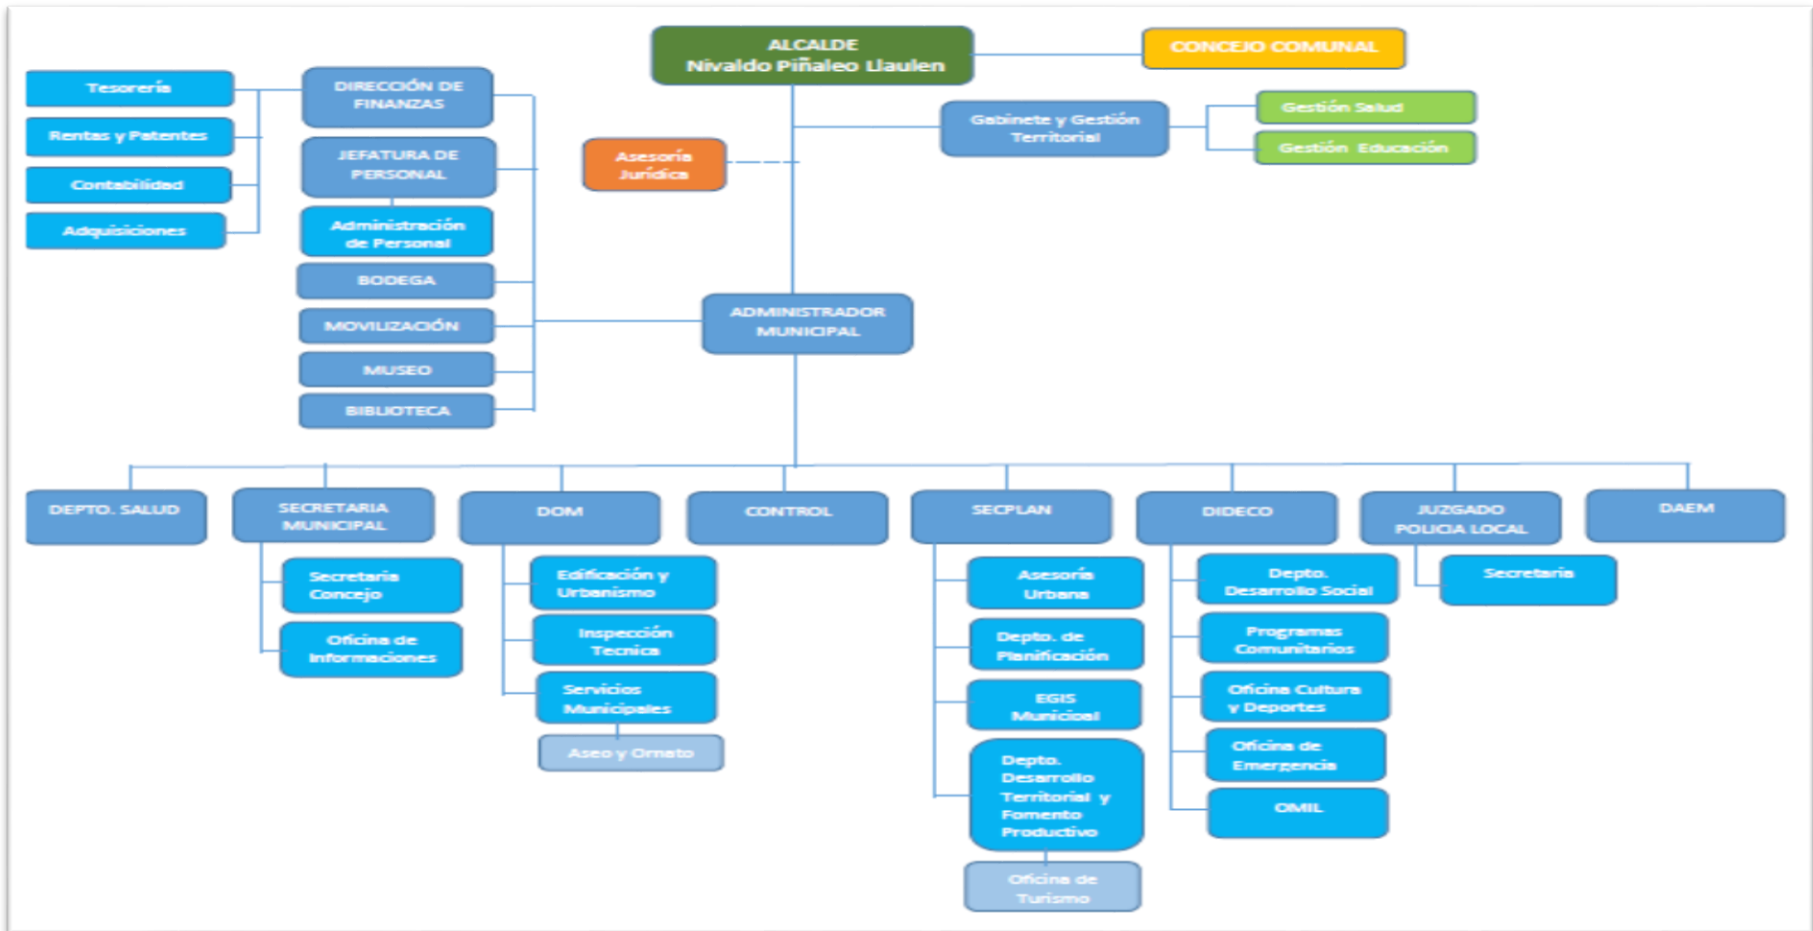 ALCALDE
Nivaldo Piñaleo Llaulen
CONCEJO COMUNAL
Tesorería
Rentas y Patentes
Contabilidad
Adquisiciones
DIRECCIÓN DE
FINANZAS
JEFATURA DE
PERSONAL
Administración
de Personal
BODEGA
MOVILIZACIÓN
MUSEO
BIBLIOTECA
Asesoría
Jurídica
Gabinete y Gestión
Territorial
Gestión Salud
Gestión Educación
ADMINISTRADOR
MUNICIPAL
DEPTO. SALUD
SECRETARIA
MUNICIPAL
Secretaria
Concejo
Oficina de
Informaciones
DOM
Edificación y
Urbanismo
Inspección
Tecnica
Servicios
Municipales
Aseo y Ornato
CONTROL
SECPLAN
Asesoría
Urbana
Depto. de
Planificación
EGIS
Municipal
Depto.
Desarrollo
Territorial y
Fomento
Productivo
Oficina de
Turismo
DIDECO
Depto.
Desarrollo Social
Programas
Comunitarios
Oficina Cultura
y Deportes
Oficina de
Emergencia
OMIL
JUZGADO
POLICIA LOCAL
Secretaria
DAEM